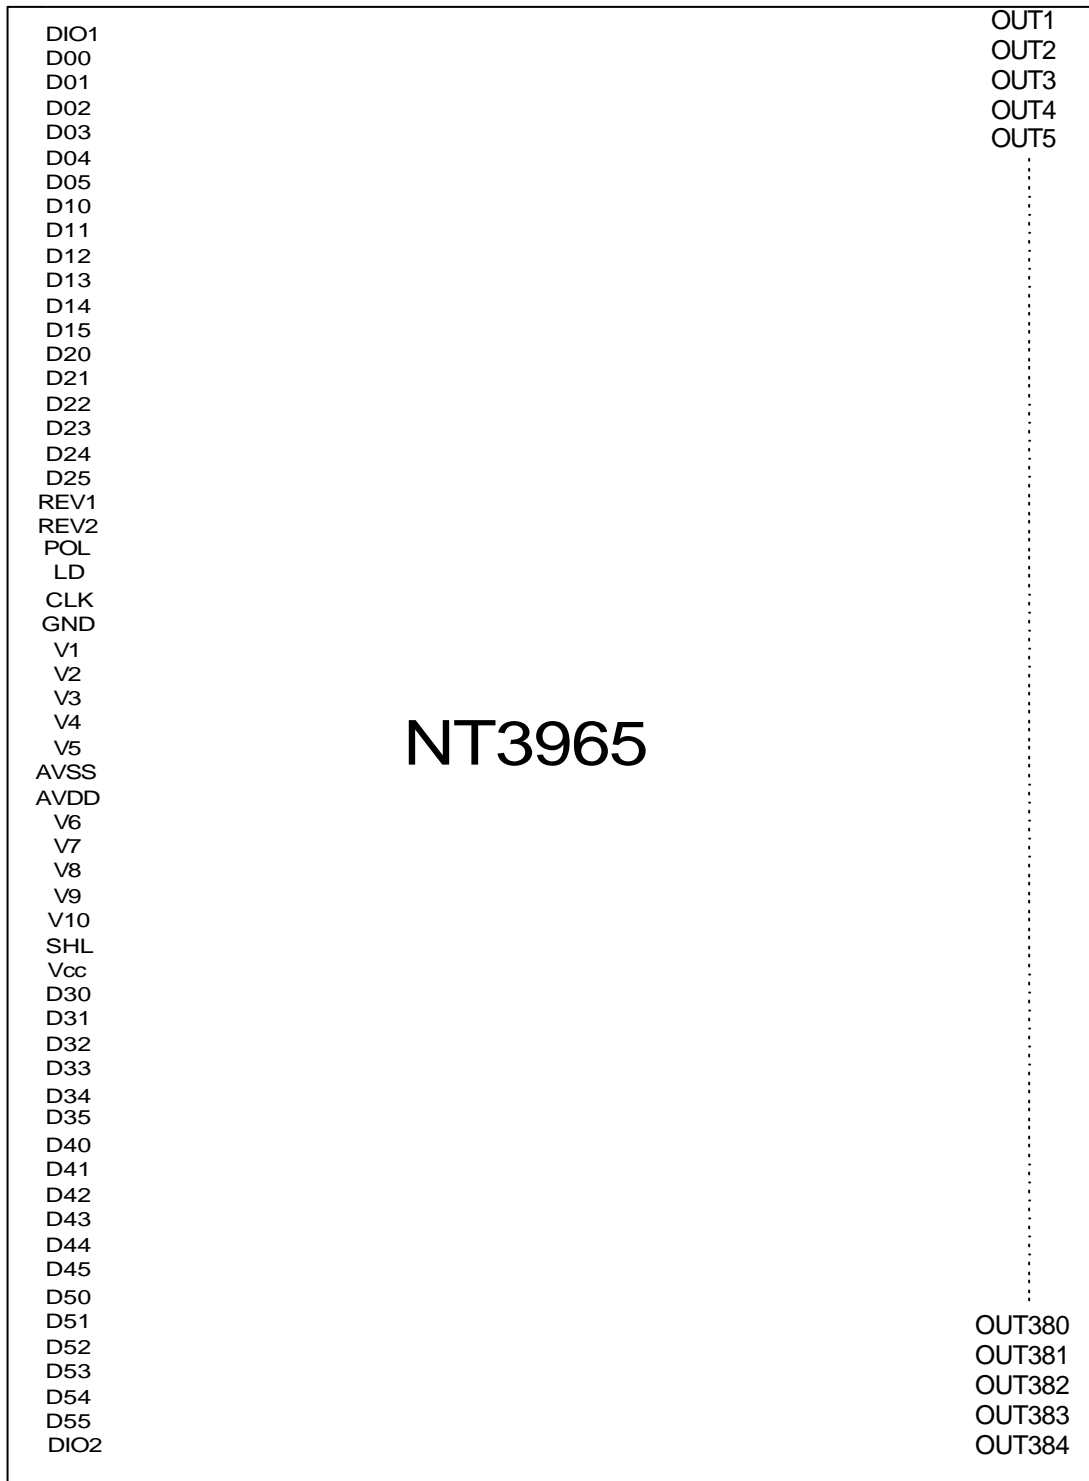 DIO1
D00
D01
D02
D03
D04
D05
D10
D11
D12
D13
D14
D15
D20
D21
D22
D23
D24
D25
REV1
REV2
POL
LD
CLK
GND
V1
V2
V3
V4
V5
AVSS
AVDD
V6
V7
V8
V9
V10
SHL
Vcc
D30
D31
D32
D33
D34
D35
D40
D41
D42
D43
D44
D45
D50
D51
D52
D53
D54
D55
DIO2
NT3965
OUT1
OUT2
OUT3
OUT4
OUT5
OUT380
OUT381
OUT382
OUT383
OUT384